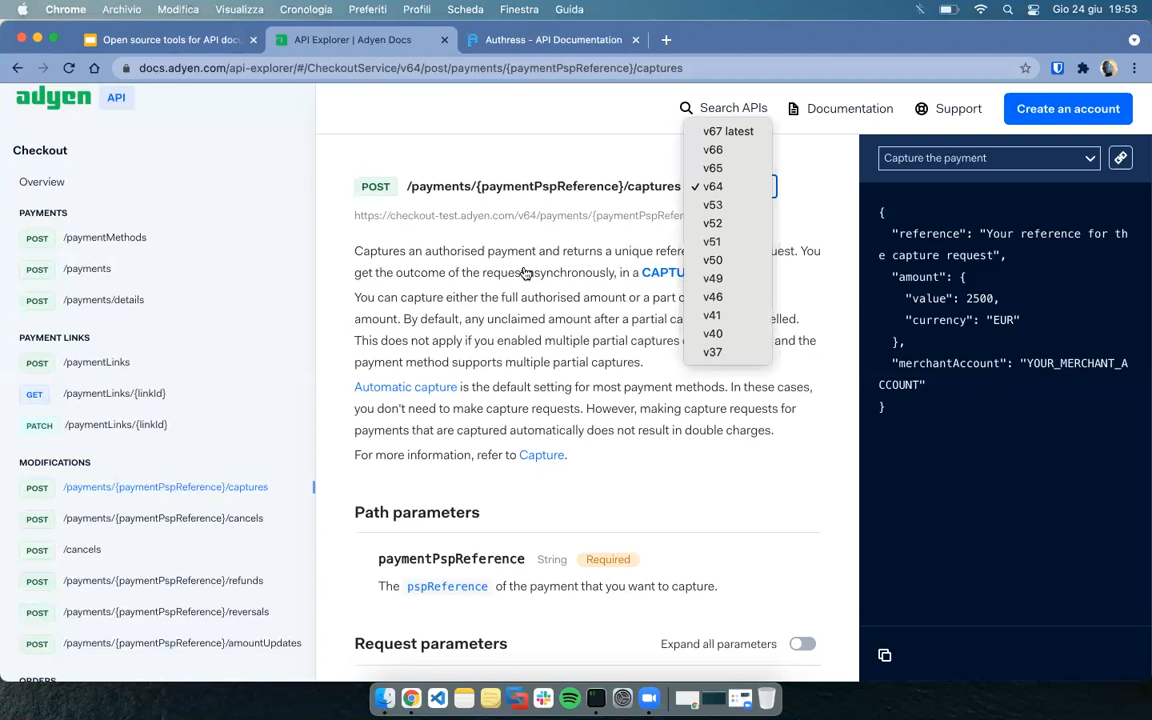 Chrome Archivio Modifica Visualizza Cronologia Preferiti Profili Scheda Finestra Guida Gio 24 giu 19:53
Open source tools for API docu API Explorer | Adyen Docs Authress - API Documentation
docs.adyen.com/api-explorer/#/CheckoutService/v64/post/payments/{paymentPspReference}/captures
adyen API
Search APIs Documentation Support Create an account
Checkout
Overview
PAYMENTS
POST /paymentMethods
POST /payments
POST /payments/details
PAYMENT LINKS
POST /paymentLinks
GET /paymentLinks/{linkId}
PATCH /paymentLinks/{linkId}
MODIFICATIONS
POST /payments/{paymentPspReference}/captures
POST /payments/{paymentPspReference}/cancels
POST /cancels
POST /payments/{paymentPspReference}/refunds
POST /payments/{paymentPspReference}/reversals
POST /payments/{paymentPspReference}/amountUpdates
v67 latest
v66
v65
✓ v64
v53
v52
v51
v50
v49
v46
v41
v40
v37
POST /payments/{paymentPspReference}/captures
https://checkout-test.adyen.com/v64/payments/{paymentPspRefer
Captures an authorised payment and returns a unique refere quest. You
get the outcome of the request asynchronously, in a CAPTU
You can capture either the full authorised amount or a part o
amount. By default, any unclaimed amount after a partial ca elled.
This does not apply if you enabled multiple partial captures and the
payment method supports multiple partial captures.
Automatic capture is the default setting for most payment methods. In these cases,
you don't need to make capture requests. However, making capture requests for
payments that are captured automatically does not result in double charges.
For more information, refer to Capture.
Path parameters
paymentPspReference String Required
The pspReference of the payment that you want to capture.
Request parameters Expand all parameters
Capture the payment
{
"reference": "Your reference for th
e capture request",
"amount": {
"value": 2500,
"currency": "EUR"
},
"merchantAccount": "YOUR_MERCHANT_A
CCOUNT"
}